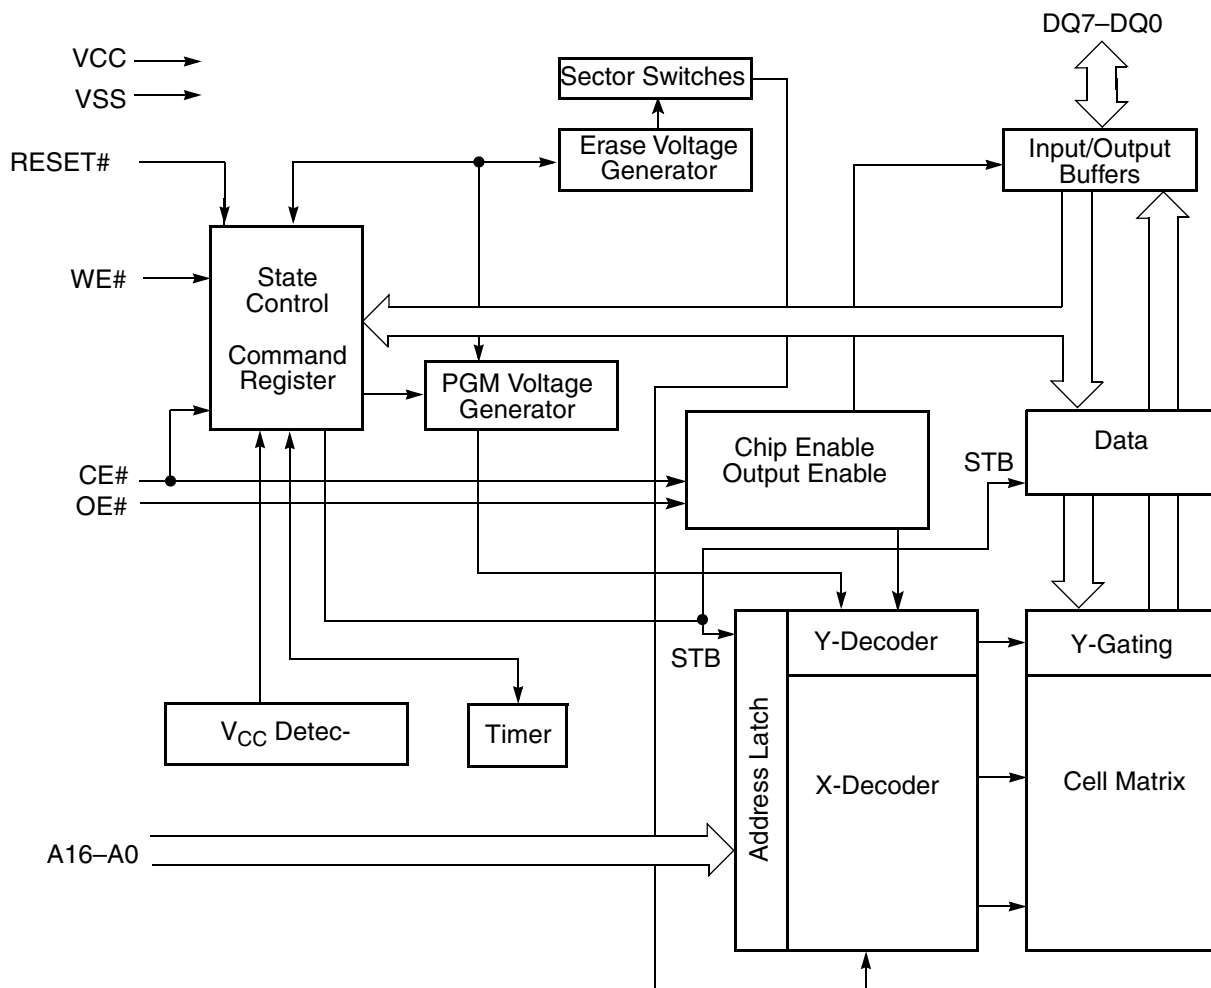 DQ7–DQ0
VCC
VSS
Sector Switches
Erase Voltage
Generator
Input/Output
Buffers
RESET#
WE#
State
Control
Command
Register
PGM Voltage
Generator
Chip Enable
Output Enable
Data
STB
CE#
OE#
STB
Y-Decoder
Y-Gating
VCC Detec-
Timer
Address Latch
X-Decoder
Cell Matrix
A16–A0